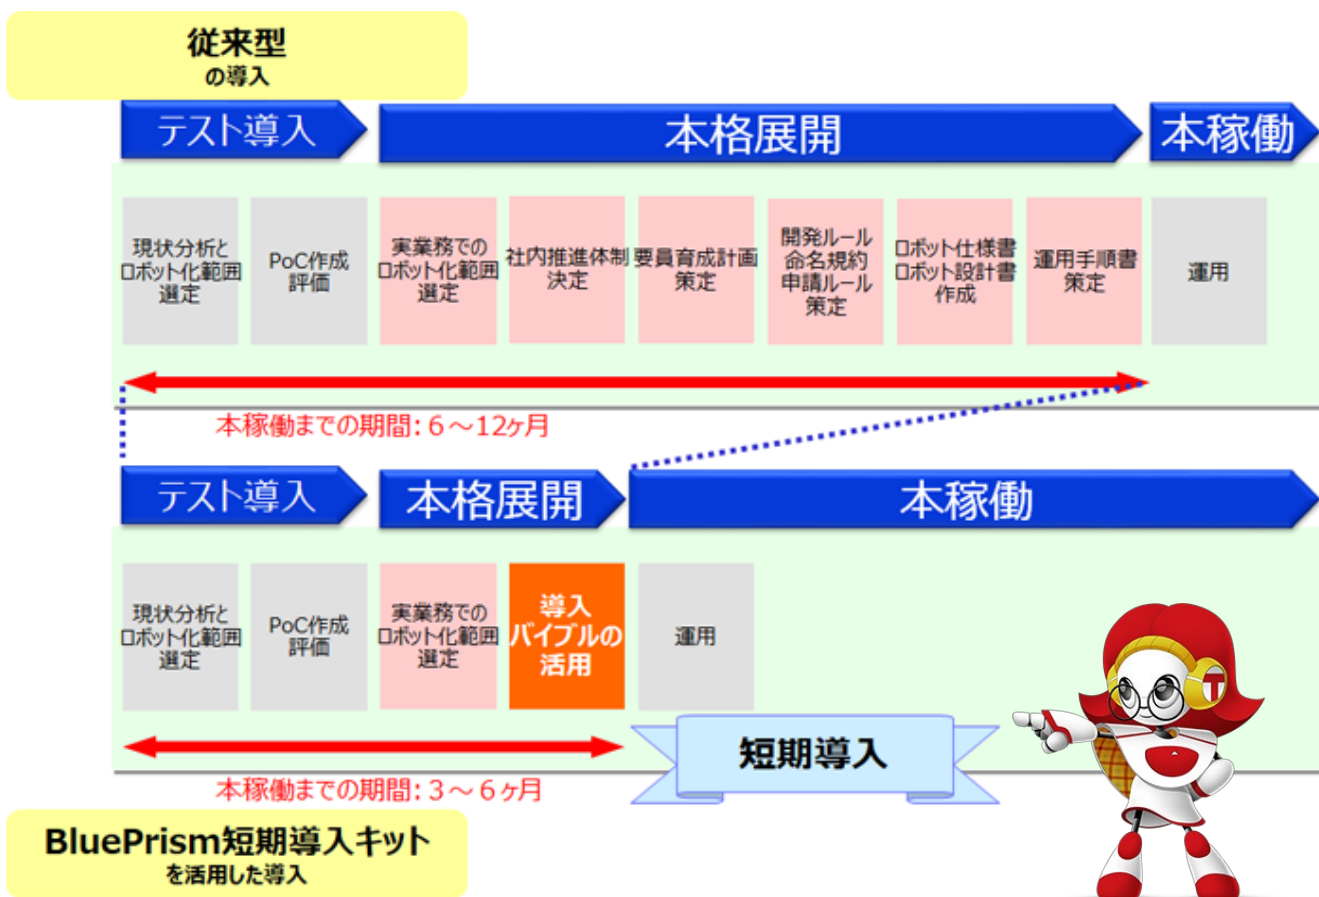 従来型
の導入
テスト導入
本格展開
本稼働
現状分析と
ロボット化範囲
選定
PoC作成
評価
実業務での
ロボット化範囲
選定
社内推進体制
決定
要員育成計画
策定
開発ルール
命名規約
申請ルール
策定
ロボット仕様書
ロボット設計書
作成
運用手順書
策定
運用
本稼働までの期間:6～12ヶ月
テスト導入
本格展開
本稼働
現状分析と
ロボット化範囲
選定
PoC作成
評価
実業務での
ロボット化範囲
選定
導入
バイブルの
活用
運用
短期導入
本稼働までの期間:3～6ヶ月
BluePrism短期導入キット
を活用した導入
T